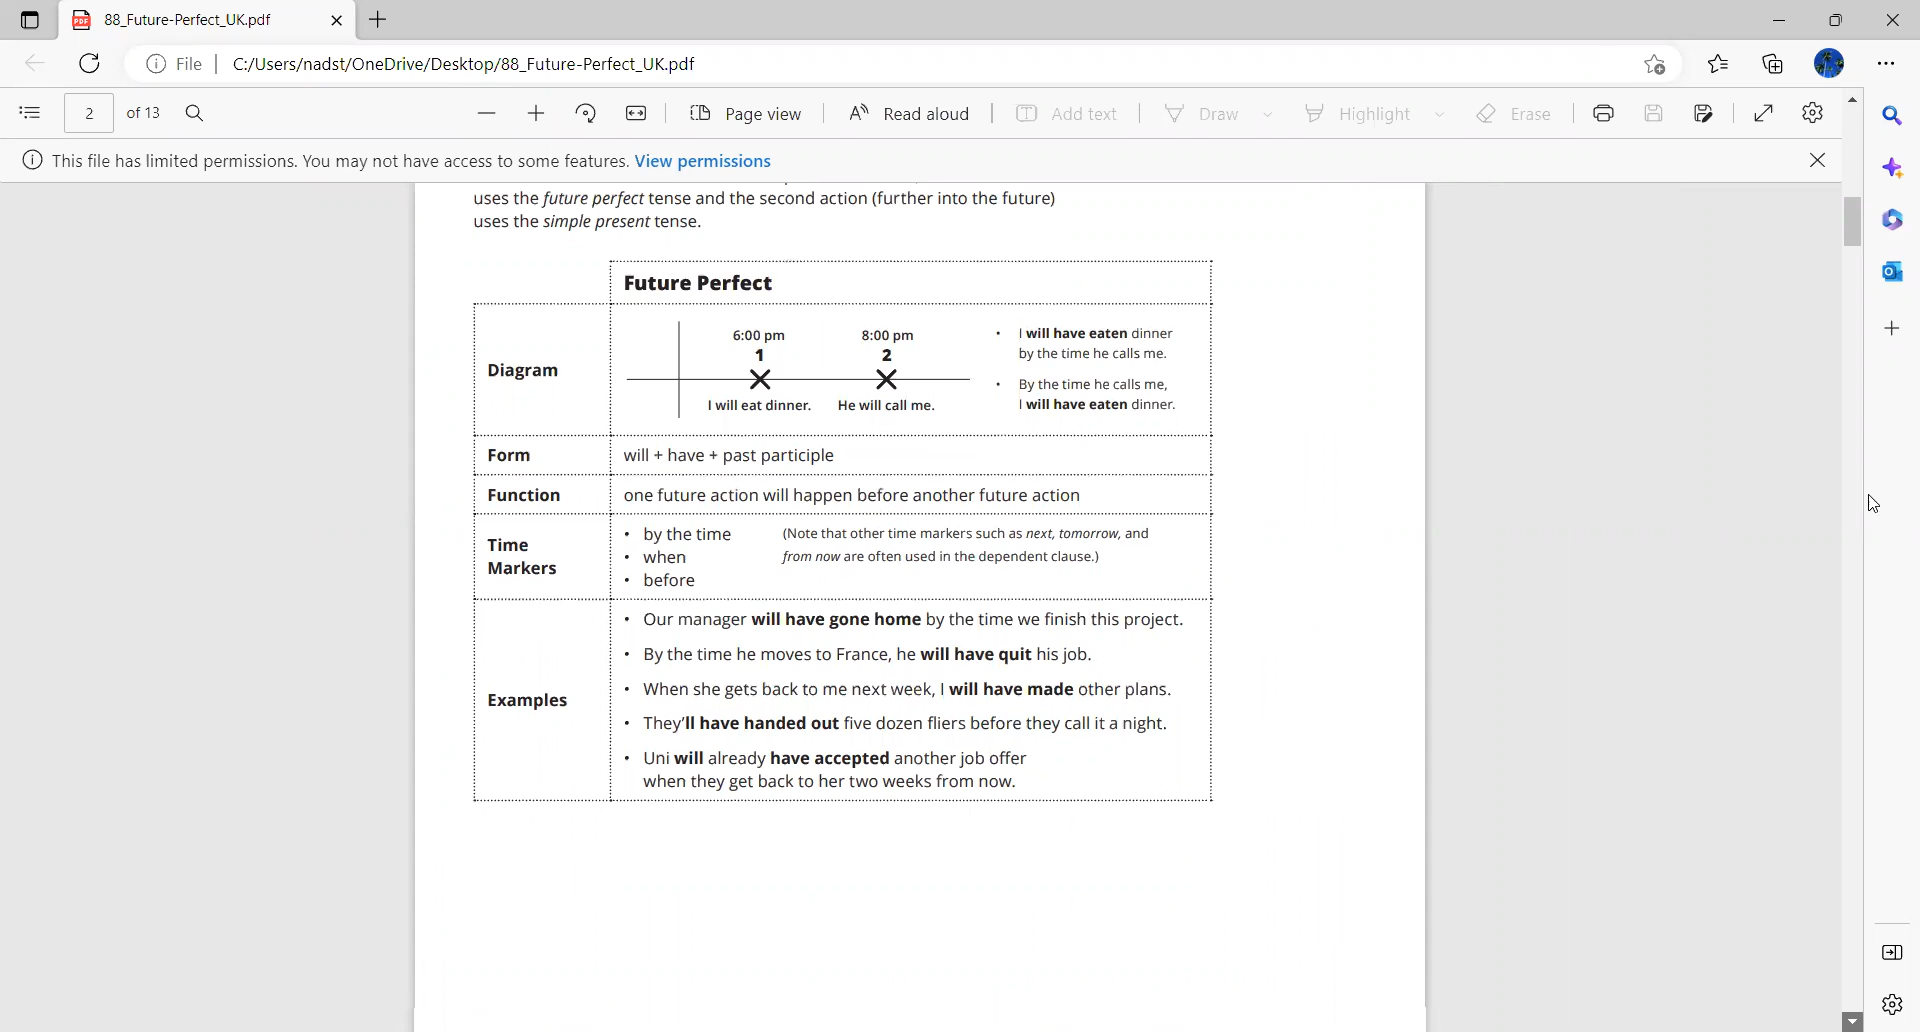 88_Future-Perfect_UK.pdf
File
C:/Users/nadst/OneDrive/Desktop/88_Future-Perfect_UK.pdf
2 of 13
Page view
Read aloud
Add text
Draw
Highlight
Erase
This file has limited permissions. You may not have access to some features. View permissions
uses the future perfect tense and the second action (further into the future)
uses the simple present tense.
Future Perfect
Diagram
6:00 pm 8:00 pm
1 2
I will eat dinner. He will call me.
• I will have eaten dinner
by the time he calls me.
• By the time he calls me,
I will have eaten dinner.
Form
will + have + past participle
Function
one future action will happen before another future action
Time
Markers
• by the time
• when
• before
(Note that other time markers such as next, tomorrow, and
from now are often used in the dependent clause.)
Examples
• Our manager will have gone home by the time we finish this project.
• By the time he moves to France, he will have quit his job.
• When she gets back to me next week, I will have made other plans.
• They'll have handed out five dozen fliers before they call it a night.
• Uni will already have accepted another job offer
when they get back to her two weeks from now.